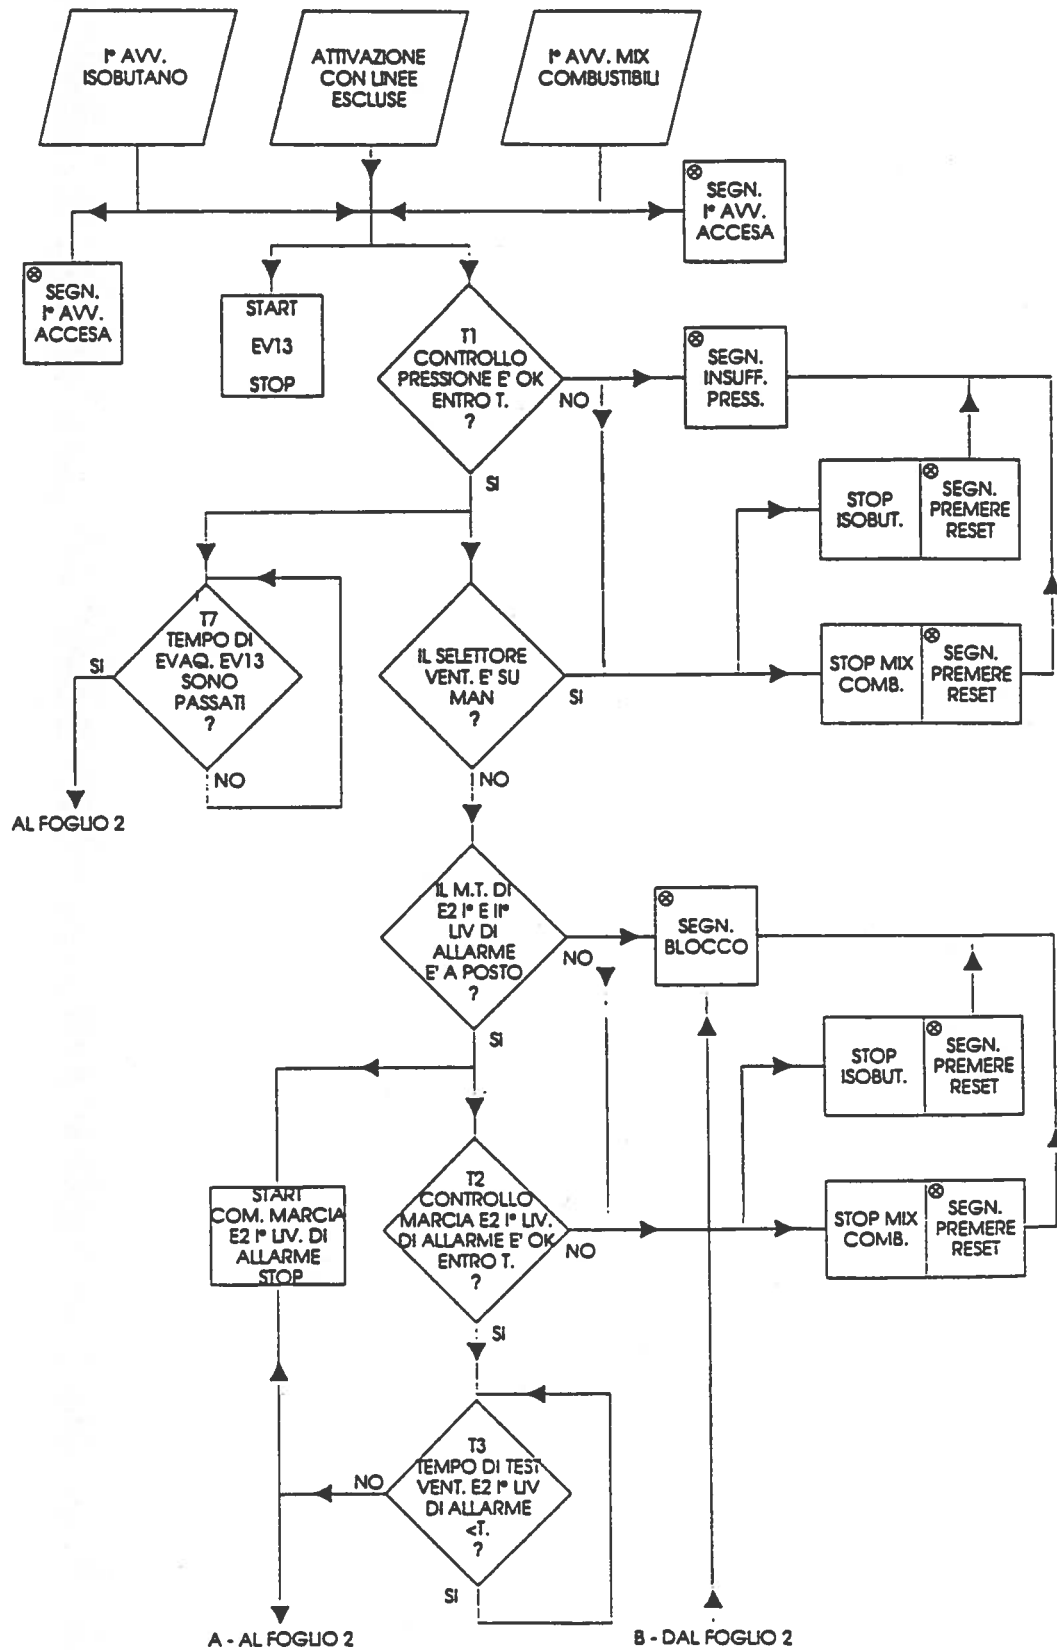 I° AVV.
ISOBUTANO
ATTIVAZIONE
CON LINEE
ESCLUSE
I° AVV. MIX
COMBUSTIBILI
SEGN.
I° AVV.
ACCESA
SEGN.
I° AVV.
ACCESA
START
EV13
STOP
T1
CONTROLLO
PRESSIONE E' OK
ENTRO T.
?
NO
SEGN.
INSUFF.
PRESS.
SI
STOP
ISOBUT.
SEGN.
PREMERE
RESET
T7
TEMPO DI
EVAQ. EV13
SONO
PASSATI
?
SI
NO
AL FOGLIO 2
IL SELETTORE
VENT. E' SU
MAN
?
SI
NO
STOP MIX
COMB.
SEGN.
PREMERE
RESET
IL M.T. DI
E2 I° E II°
LIV DI
ALLARME
E' A POSTO
?
NO
SEGN.
BLOCCO
SI
STOP
ISOBUT.
SEGN.
PREMERE
RESET
START
COM. MARCIA
E2 I° LIV. DI
ALLARME
STOP
T2
CONTROLLO
MARCIA E2 I° LIV.
DI ALLARME E' OK
ENTRO T.
?
NO
STOP MIX
COMB.
SEGN.
PREMERE
RESET
SI
T3
TEMPO DI TEST
VENT. E2 I° LIV
DI ALLARME
<T.
?
NO
SI
A - AL FOGLIO 2
B - DAL FOGLIO 2